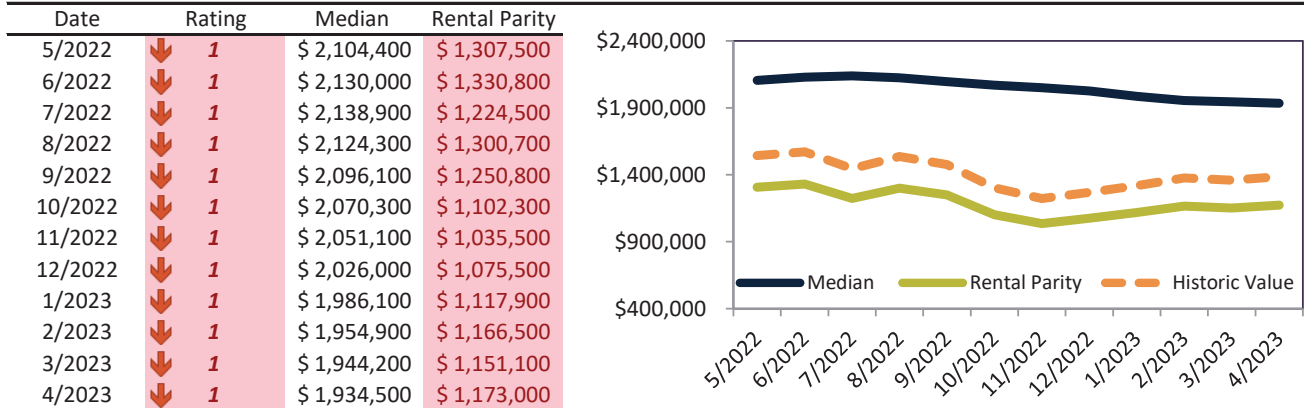 Date Rating Median Rental Parity
5/2022 1 $ 2,104,400 $ 1,307,500
6/2022 1 $ 2,130,000 $ 1,330,800
7/2022 1 $ 2,138,900 $ 1,224,500
8/2022 1 $ 2,124,300 $ 1,300,700
9/2022 1 $ 2,096,100 $ 1,250,800
10/2022 1 $ 2,070,300 $ 1,102,300
11/2022 1 $ 2,051,100 $ 1,035,500
12/2022 1 $ 2,026,000 $ 1,075,500
1/2023 1 $ 1,986,100 $ 1,117,900
2/2023 1 $ 1,954,900 $ 1,166,500
3/2023 1 $ 1,944,200 $ 1,151,100
4/2023 1 $ 1,934,500 $ 1,173,000
$2,400,000
$1,900,000
$1,400,000
$900,000
$400,000
Median Rental Parity Historic Value
5/2022 6/2022 7/2022 8/2022 9/2022 10/2022 11/2022 12/2022 1/2023 2/2023 3/2023 4/2023